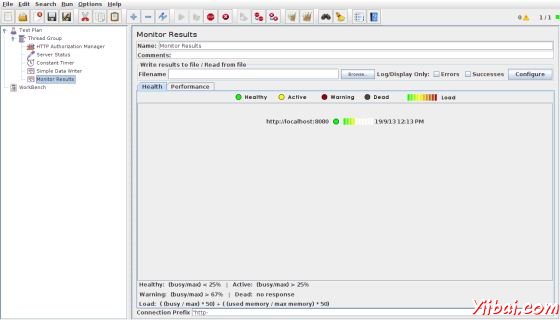 File Edit Search Run Options Help
0 1 / 1
Test Plan
Thread Group
HTTP Authorization Manager
Server Status
Constant Timer
Simple Data Writer
Monitor Results
WorkBench
Monitor Results
Name: Monitor Results
Comments:
Write results to file / Read from file
Filename Browse... Log/Display Only: Errors Successes Configure
Health Performance
Healthy Active Warning Dead Load
http://localhost:8080 19/9/13 12:13 PM
Healthy: (busy/max) < 25% | Active: (busy/max) > 25%
Warning: (busy/max) > 67% | Dead: no response
Load: ( (busy / max) * 50) + ( (used memory / max memory) * 50)
Connection Prefix "http-
Yiibai.com